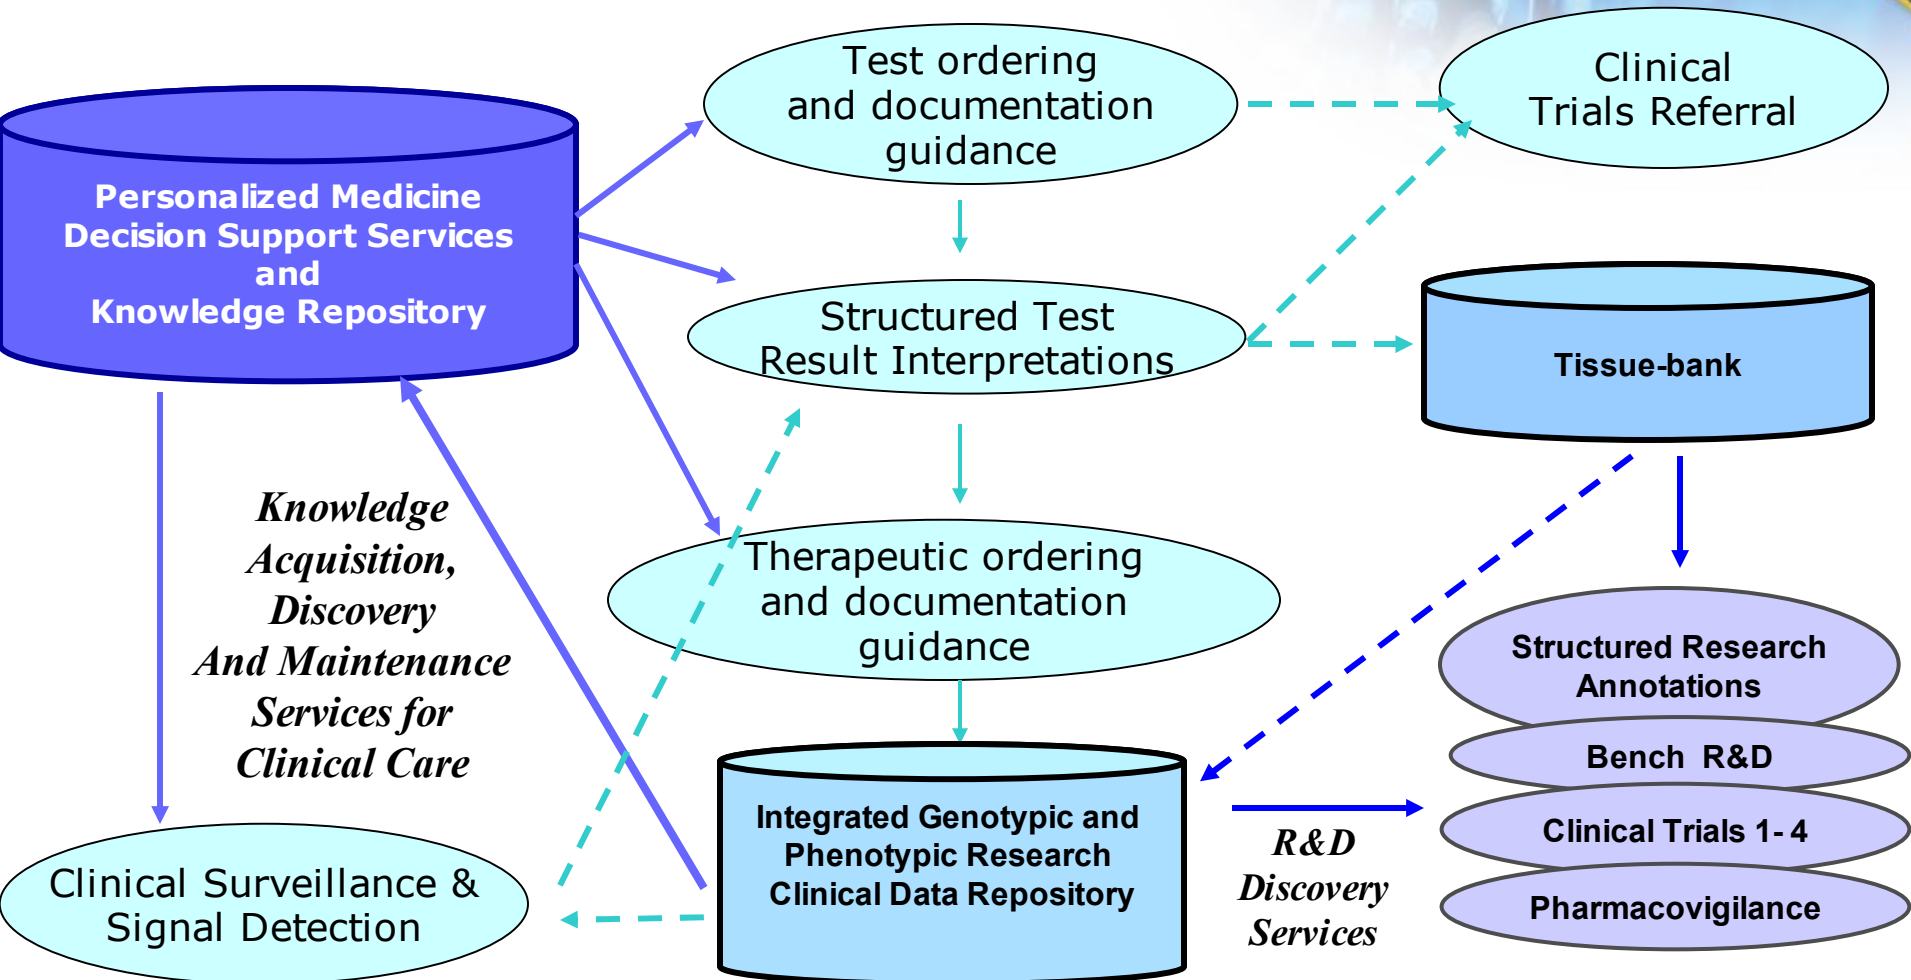 Test ordering
and documentation
guidance
Clinical
Trials Referral
Personalized Medicine
Decision Support Services
and
Knowledge Repository
Structured Test
Result Interpretations
Tissue-bank
Knowledge
Acquisition,
Discovery
And Maintenance
Services for
Clinical Care
Therapeutic ordering
and documentation
guidance
Structured Research
Annotations
Bench R&D
Clinical Trials 1- 4
Pharmacovigilance
Integrated Genotypic and
Phenotypic Research
Clinical Data Repository
R&D
Discovery
Services
Clinical Surveillance &
Signal Detection